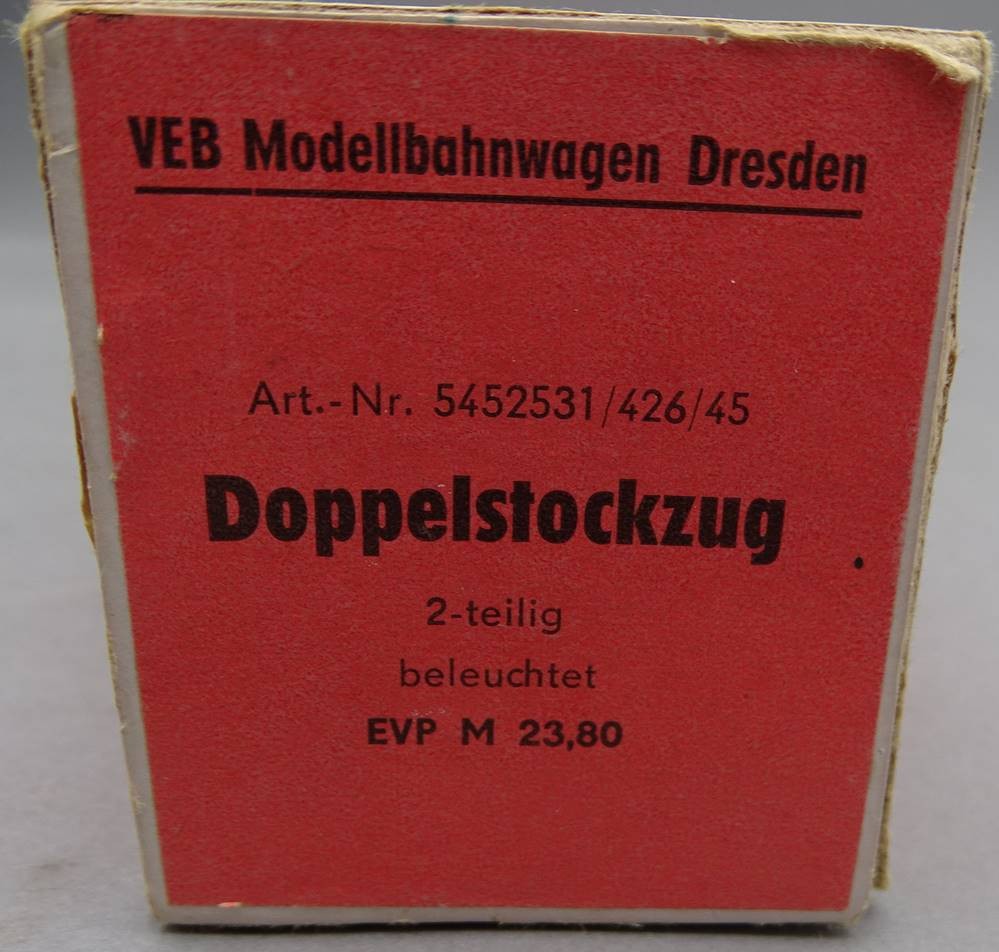 VEB Modellbahnwagen Dresden
Art.-Nr. 5452531/426/45
Doppelstockzug
2-teilig
beleuchtet
EVP M 23,80